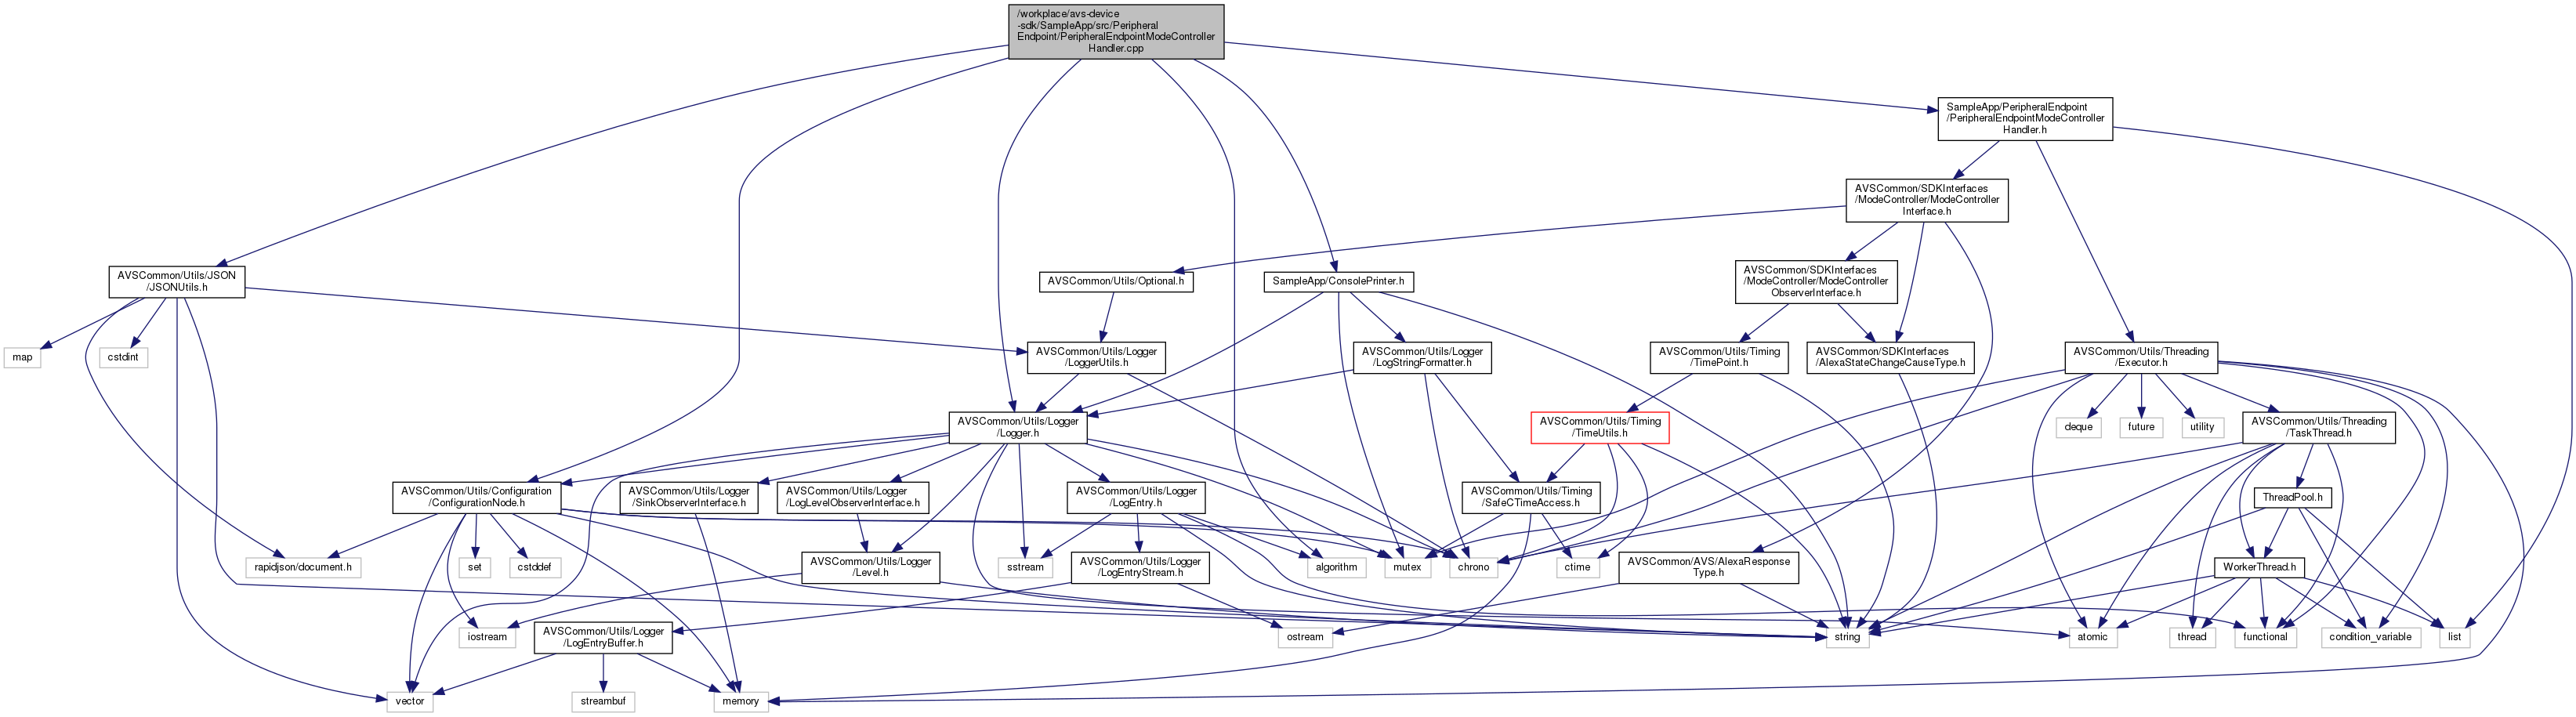 /workplace/avs-device
-sdk/SampleApp/src/Peripheral
Endpoint/PeripheralEndpointModeController
Handler.cpp
SampleApp/PeripheralEndpoint
/PeripheralEndpointModeController
Handler.h
AVSCommon/SDKInterfaces
/ModeController/ModeController
Interface.h
AVSCommon/Utils/JSON
/JSONUtils.h
AVSCommon/Utils/Optional.h
SampleApp/ConsolePrinter.h
AVSCommon/SDKInterfaces
/ModeController/ModeController
ObserverInterface.h
map
cstdint
AVSCommon/Utils/Logger
/LoggerUtils.h
AVSCommon/Utils/Logger
/LogStringFormatter.h
AVSCommon/Utils/Timing
/TimePoint.h
AVSCommon/SDKInterfaces
/AlexaStateChangeCauseType.h
AVSCommon/Utils/Threading
/Executor.h
AVSCommon/Utils/Logger
/Logger.h
AVSCommon/Utils/Timing
/TimeUtils.h
deque
future
utility
AVSCommon/Utils/Threading
/TaskThread.h
AVSCommon/Utils/Configuration
/ConfigurationNode.h
AVSCommon/Utils/Logger
/SinkObserverInterface.h
AVSCommon/Utils/Logger
/LogLevelObserverInterface.h
AVSCommon/Utils/Logger
/LogEntry.h
AVSCommon/Utils/Timing
/SafeCTimeAccess.h
ThreadPool.h
rapidjson/document.h
set
cstddef
AVSCommon/Utils/Logger
/Level.h
sstream
AVSCommon/Utils/Logger
/LogEntryStream.h
algorithm
mutex
chrono
ctime
AVSCommon/AVS/AlexaResponse
Type.h
WorkerThread.h
iostream
AVSCommon/Utils/Logger
/LogEntryBuffer.h
ostream
string
atomic
thread
functional
condition_variable
list
vector
streambuf
memory